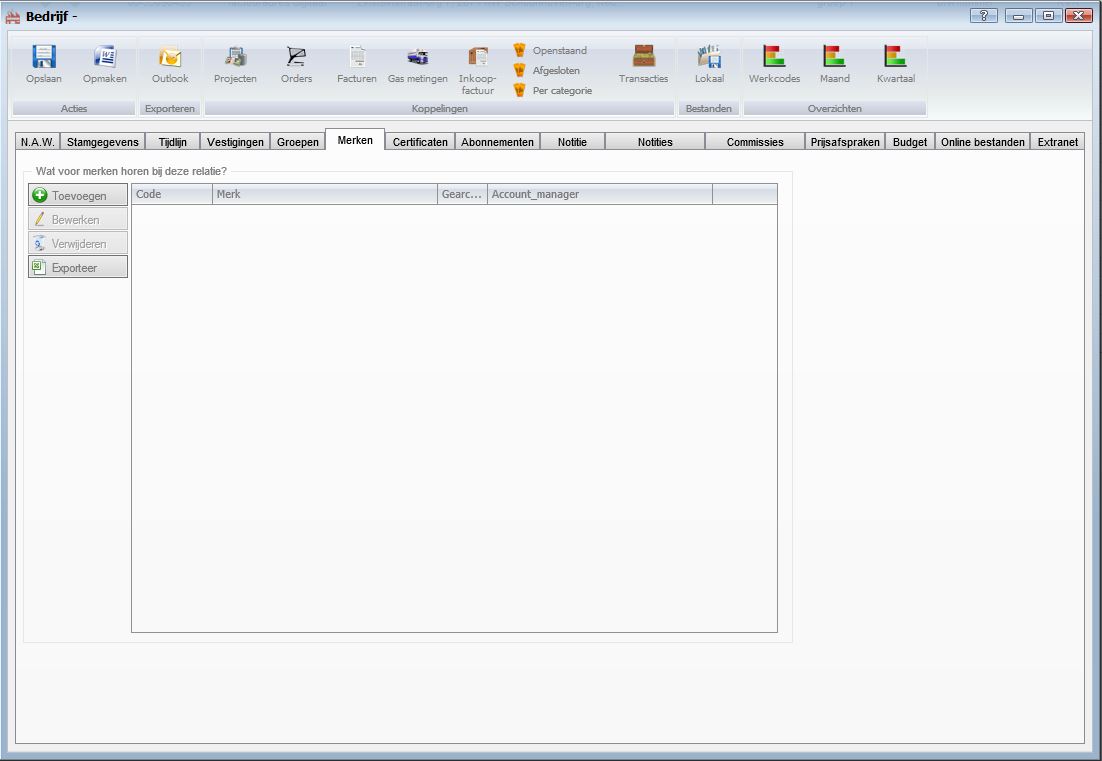 Bedrijf -
Opslaan Opmaken Outlook Projecten Orders Facturen Gas metingen Inkoop-
factuur
Openstaand
Afgesloten
Per categorie
Transacties Lokaal Werkcodes Maand Kwartaal
Acties Exporteren Koppelingen Bestanden Overzichten
N.A.W. Stamgegevens Tijdlijn Vestigingen Groepen Merken Certificaten Abonnementen Notitie Notities Commissies Prijsafspraken Budget Online bestanden Extranet
Wat voor merken horen bij deze relatie?
Toevoegen
Bewerken
Verwijderen
Exporteer
Code Merk Gearc... Account_manager